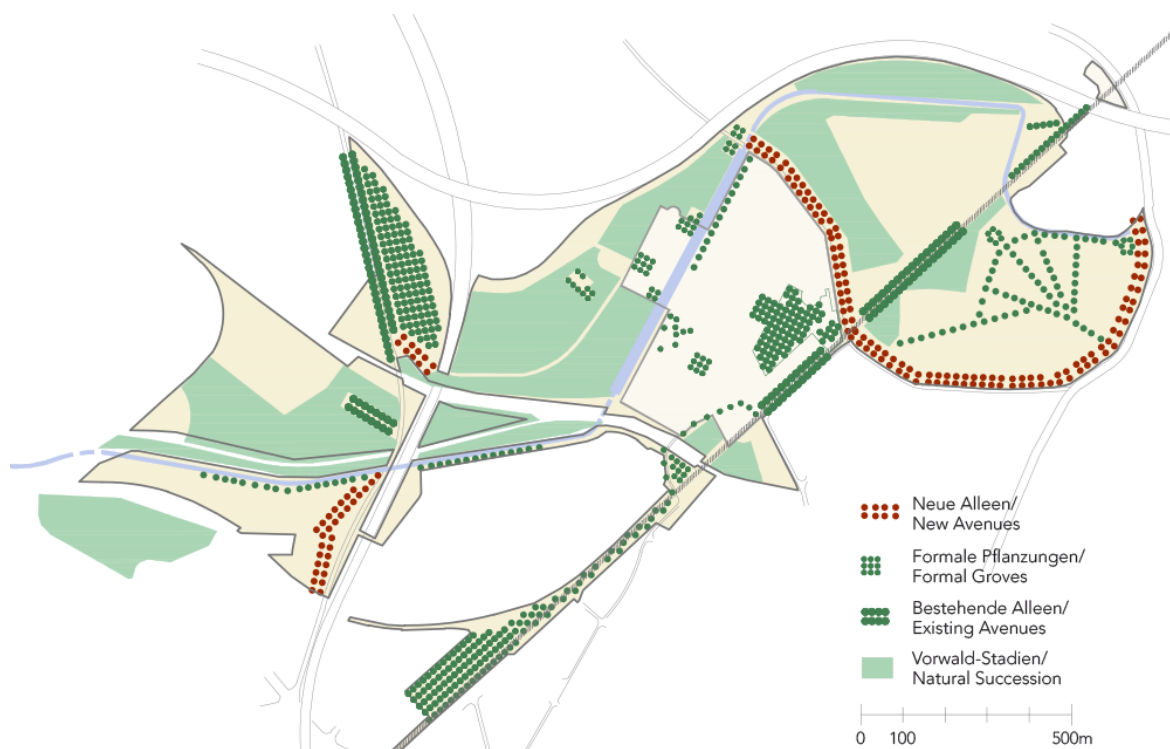 Neue Alleen/
New Avenues
Formale Pflanzungen/
Formal Groves
Bestehende Alleen/
Existing Avenues
Vorwald-Stadien/
Natural Succession
0 100 500m